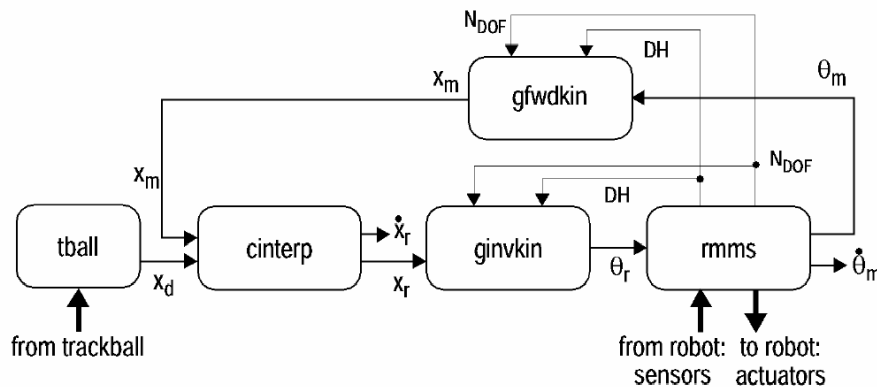 N_DOF
DH
x_m
gfwdkin
θ_m
x_m
N_DOF
DH
tball
x_d
cinterp
ẋ_r
x_r
ginvkin
θ_r
rmms
θ̇_m
from trackball
from robot:
sensors
to robot:
actuators